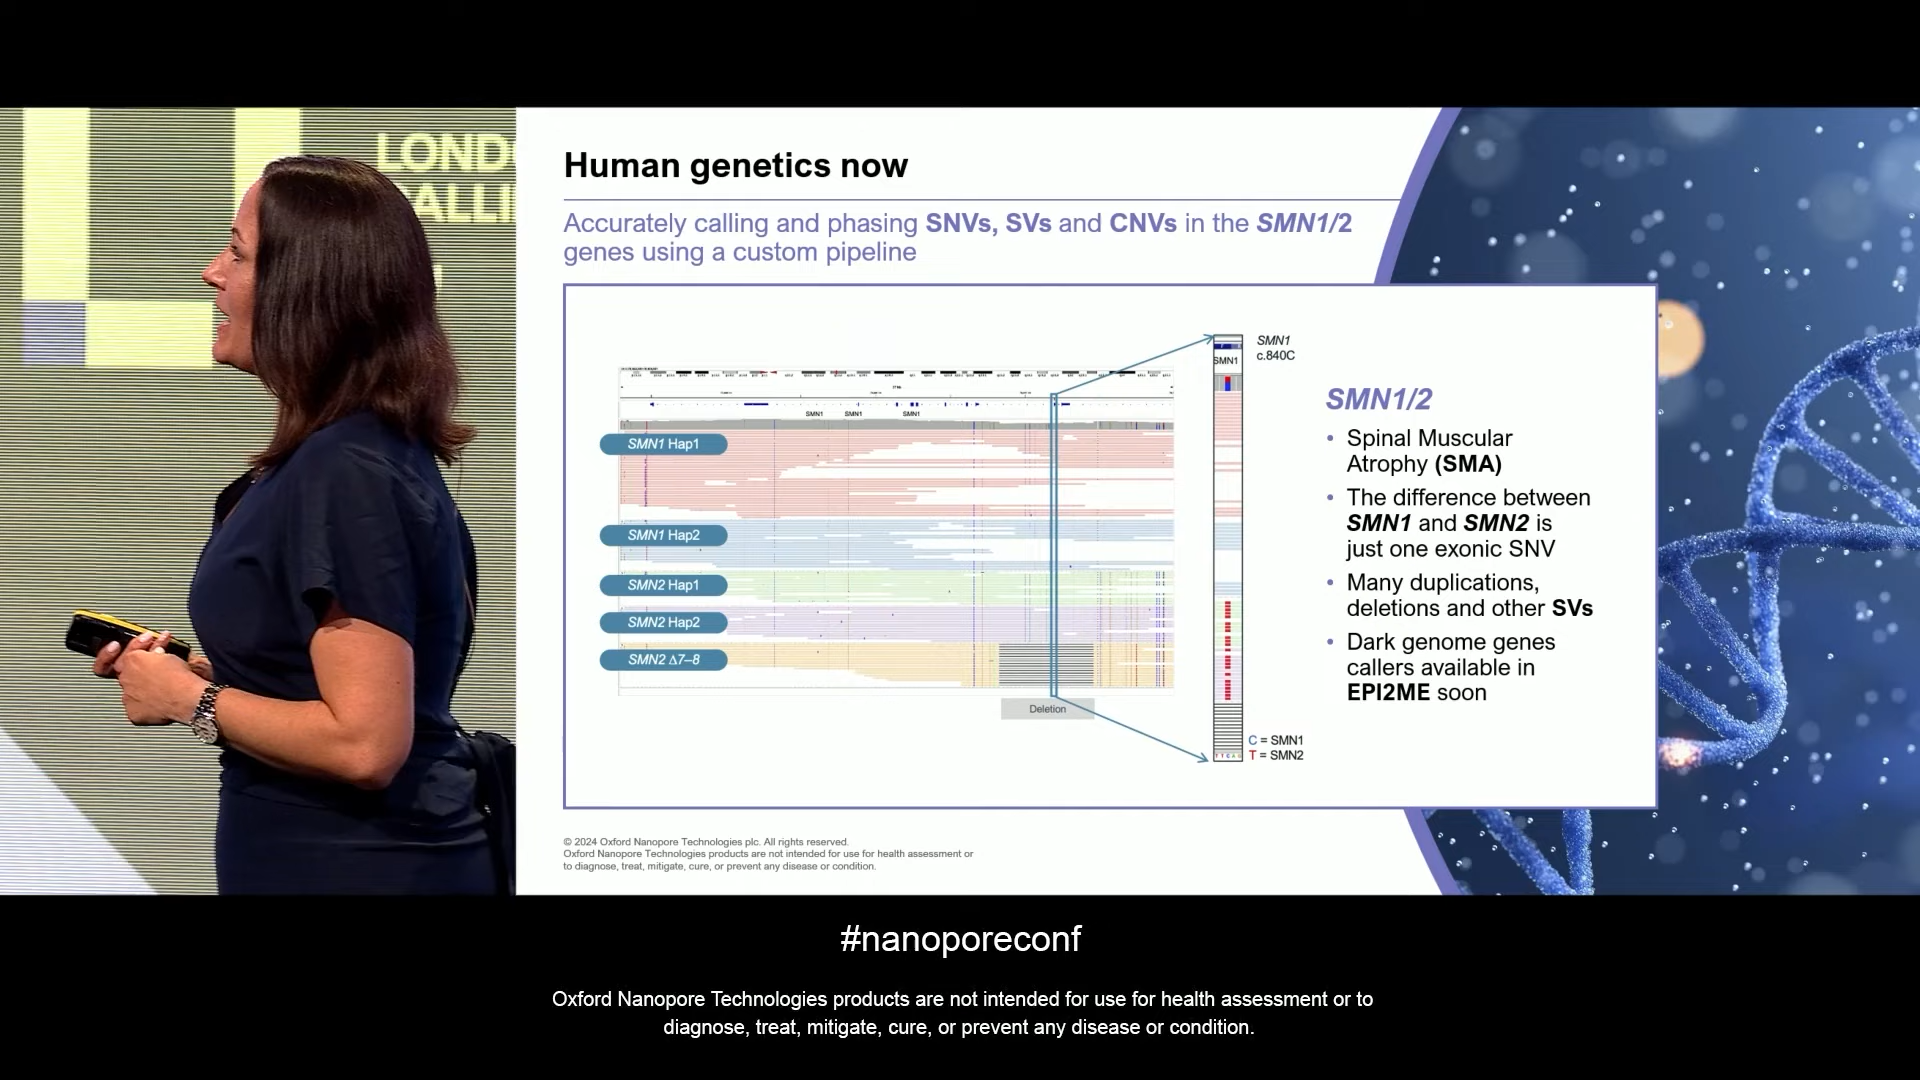 LOND
CALLI
Human genetics now
Accurately calling and phasing SNVs, SVs and CNVs in the SMN1/2
genes using a custom pipeline
SMN1
c.840C
SMN1
SMN1 SMN1 SMN1
SMN1 Hap1
SMN1 Hap2
SMN2 Hap1
SMN2 Hap2
SMN2 Δ7–8
Deletion
C = SMN1
T = SMN2
SMN1/2
• Spinal Muscular
Atrophy (SMA)
• The difference between
SMN1 and SMN2 is
just one exonic SNV
• Many duplications,
deletions and other SVs
• Dark genome genes
callers available in
EPI2ME soon
© 2024 Oxford Nanopore Technologies plc. All rights reserved.
Oxford Nanopore Technologies products are not intended for use for health assessment or
to diagnose, treat, mitigate, cure, or prevent any disease or condition.
#nanoporeconf
Oxford Nanopore Technologies products are not intended for use for health assessment or to
diagnose, treat, mitigate, cure, or prevent any disease or condition.